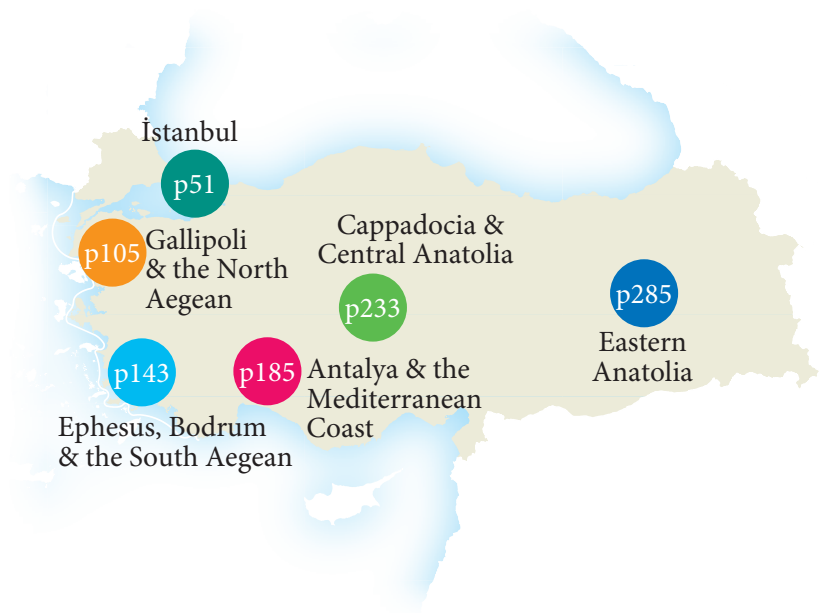 İstanbul
p51
p105
Gallipoli
& the North
Aegean
Cappadocia &
Central Anatolia
p233
p285
Eastern
Anatolia
p143
Ephesus, Bodrum
& the South Aegean
p185
Antalya & the
Mediterranean
Coast